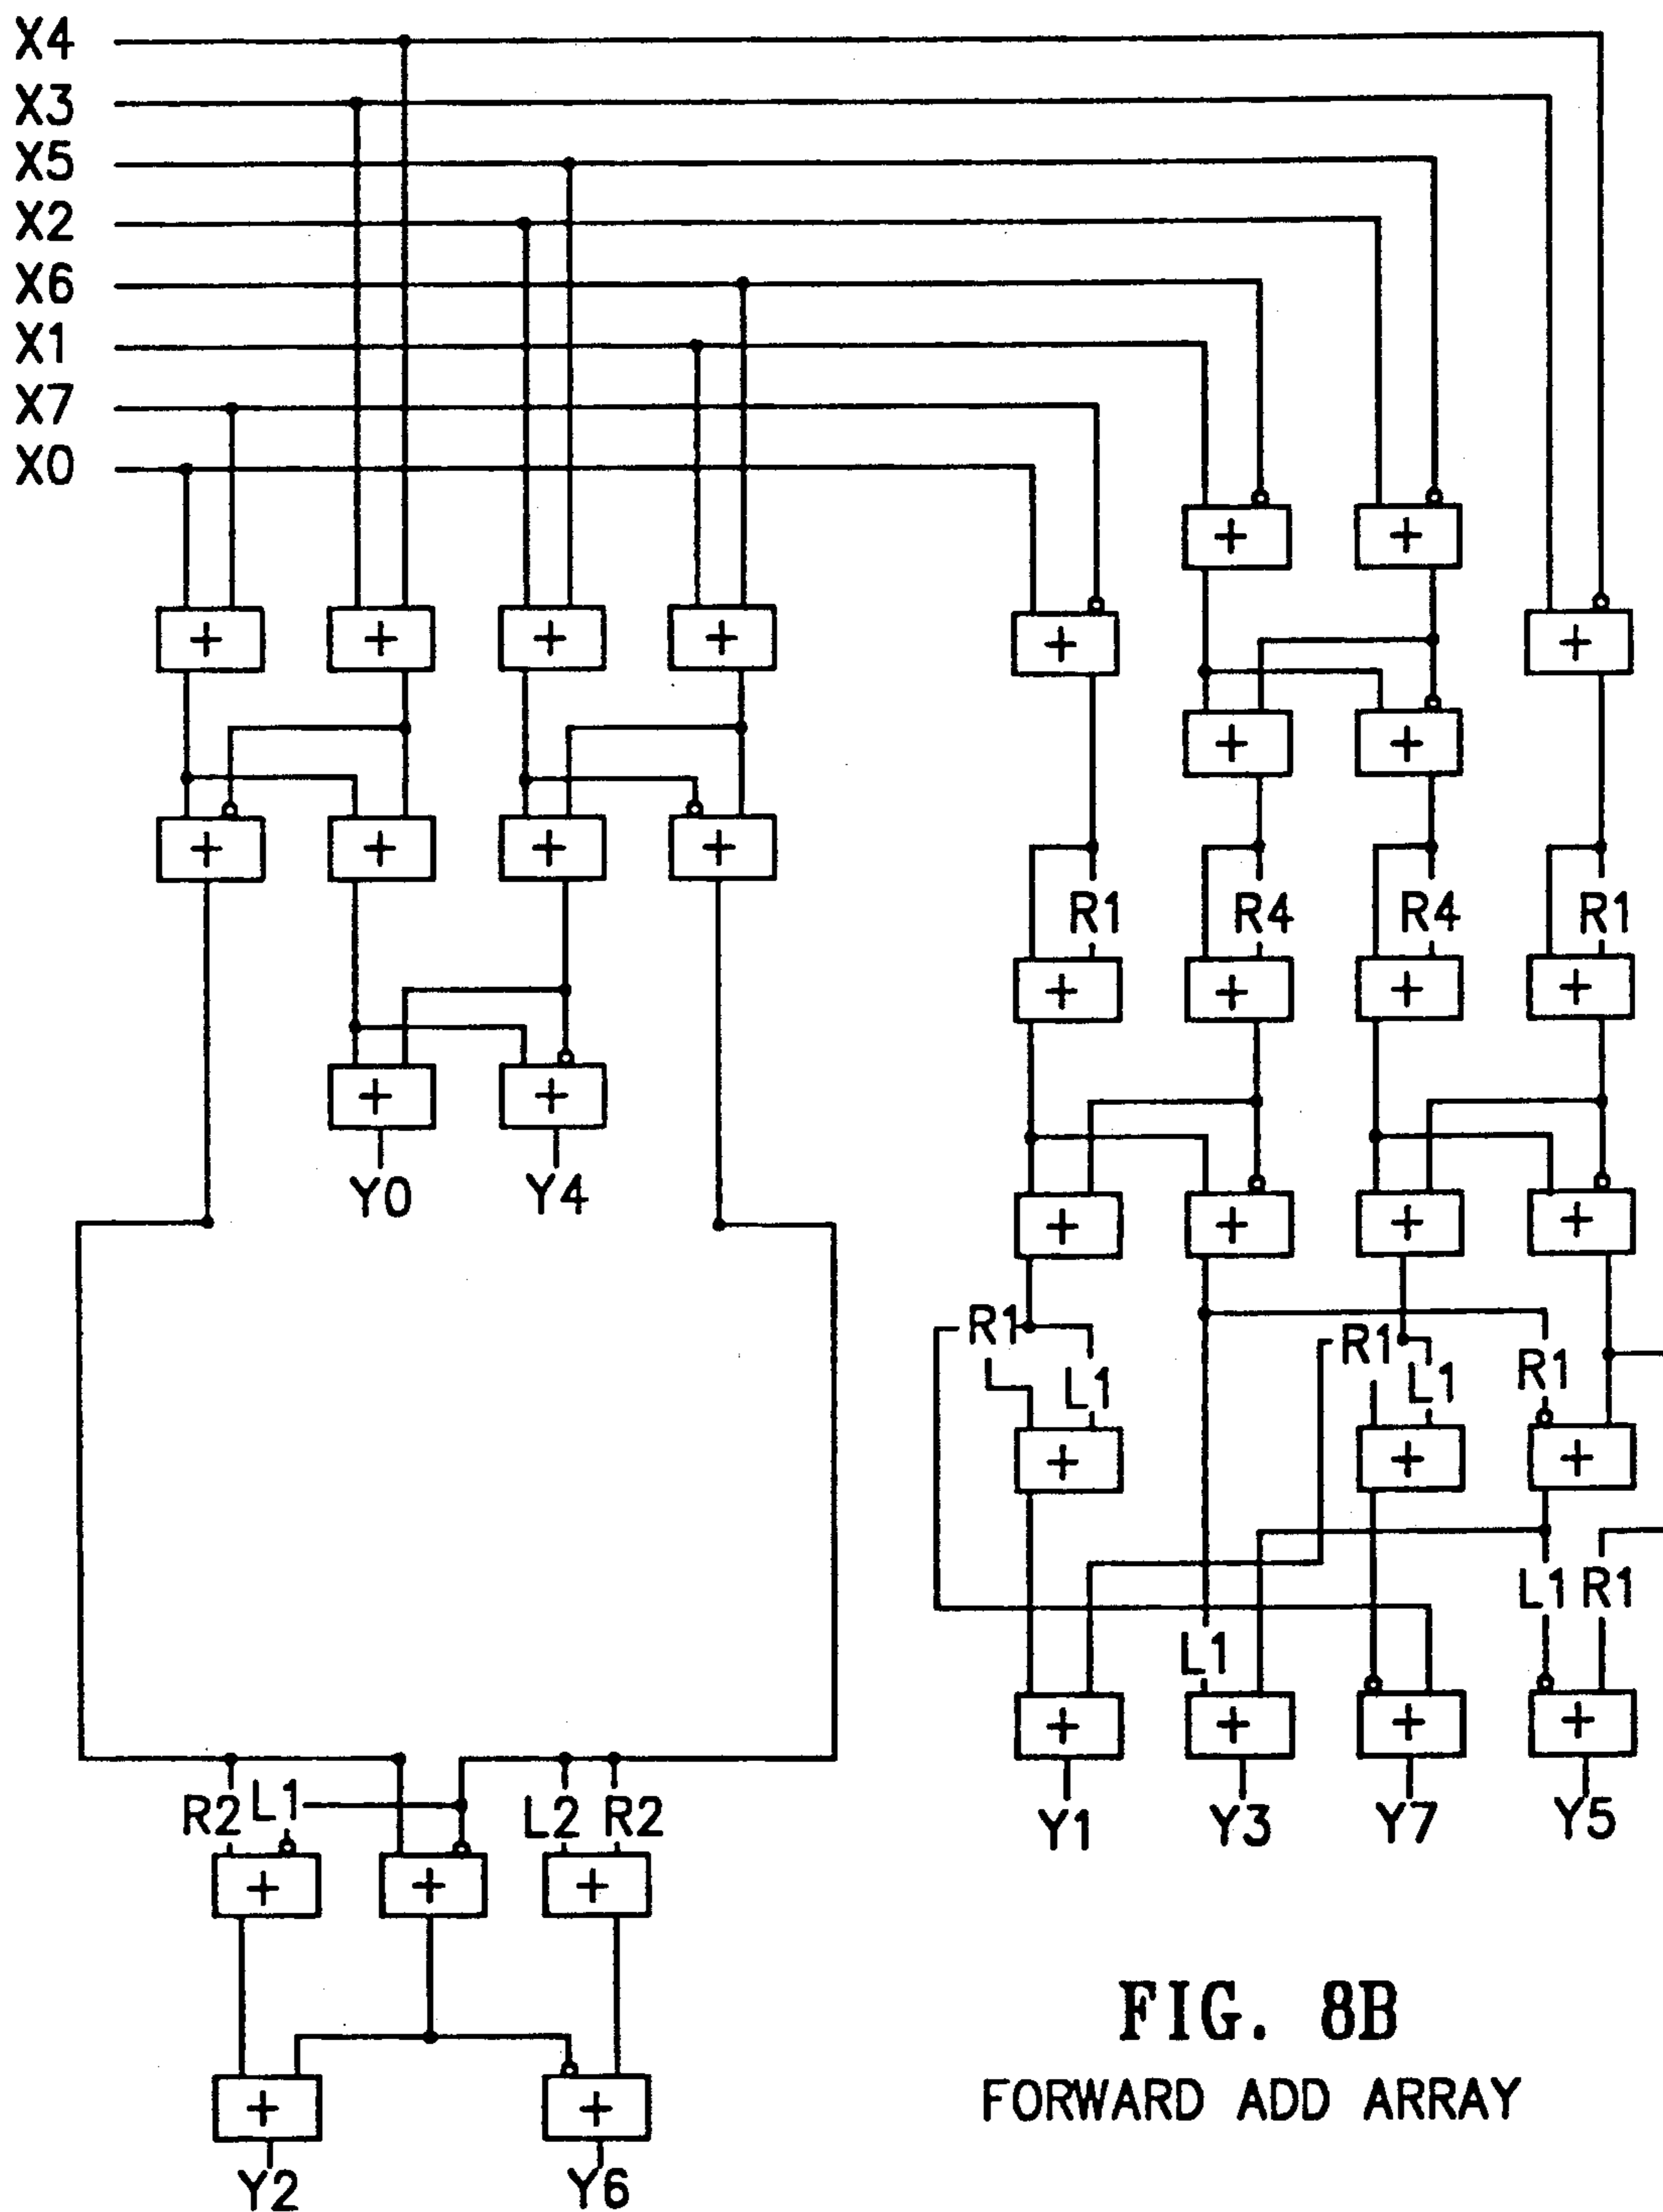 X4
X3
X5
X2
X6
X1
X7
X0
+ +
+ + + + + +
+ +
+ + + +
R1 R4 R4 R1
+ + + +
+ +
Y0 Y4
+ + + +
R1 R1 R1
L1 L1
+ + +
L1 R1
L1
+ + + +
Y1 Y3 Y7 Y5
R2 L1 L2 R2
+ + +
+ +
Y2 Y6
FIG. 8B
FORWARD ADD ARRAY